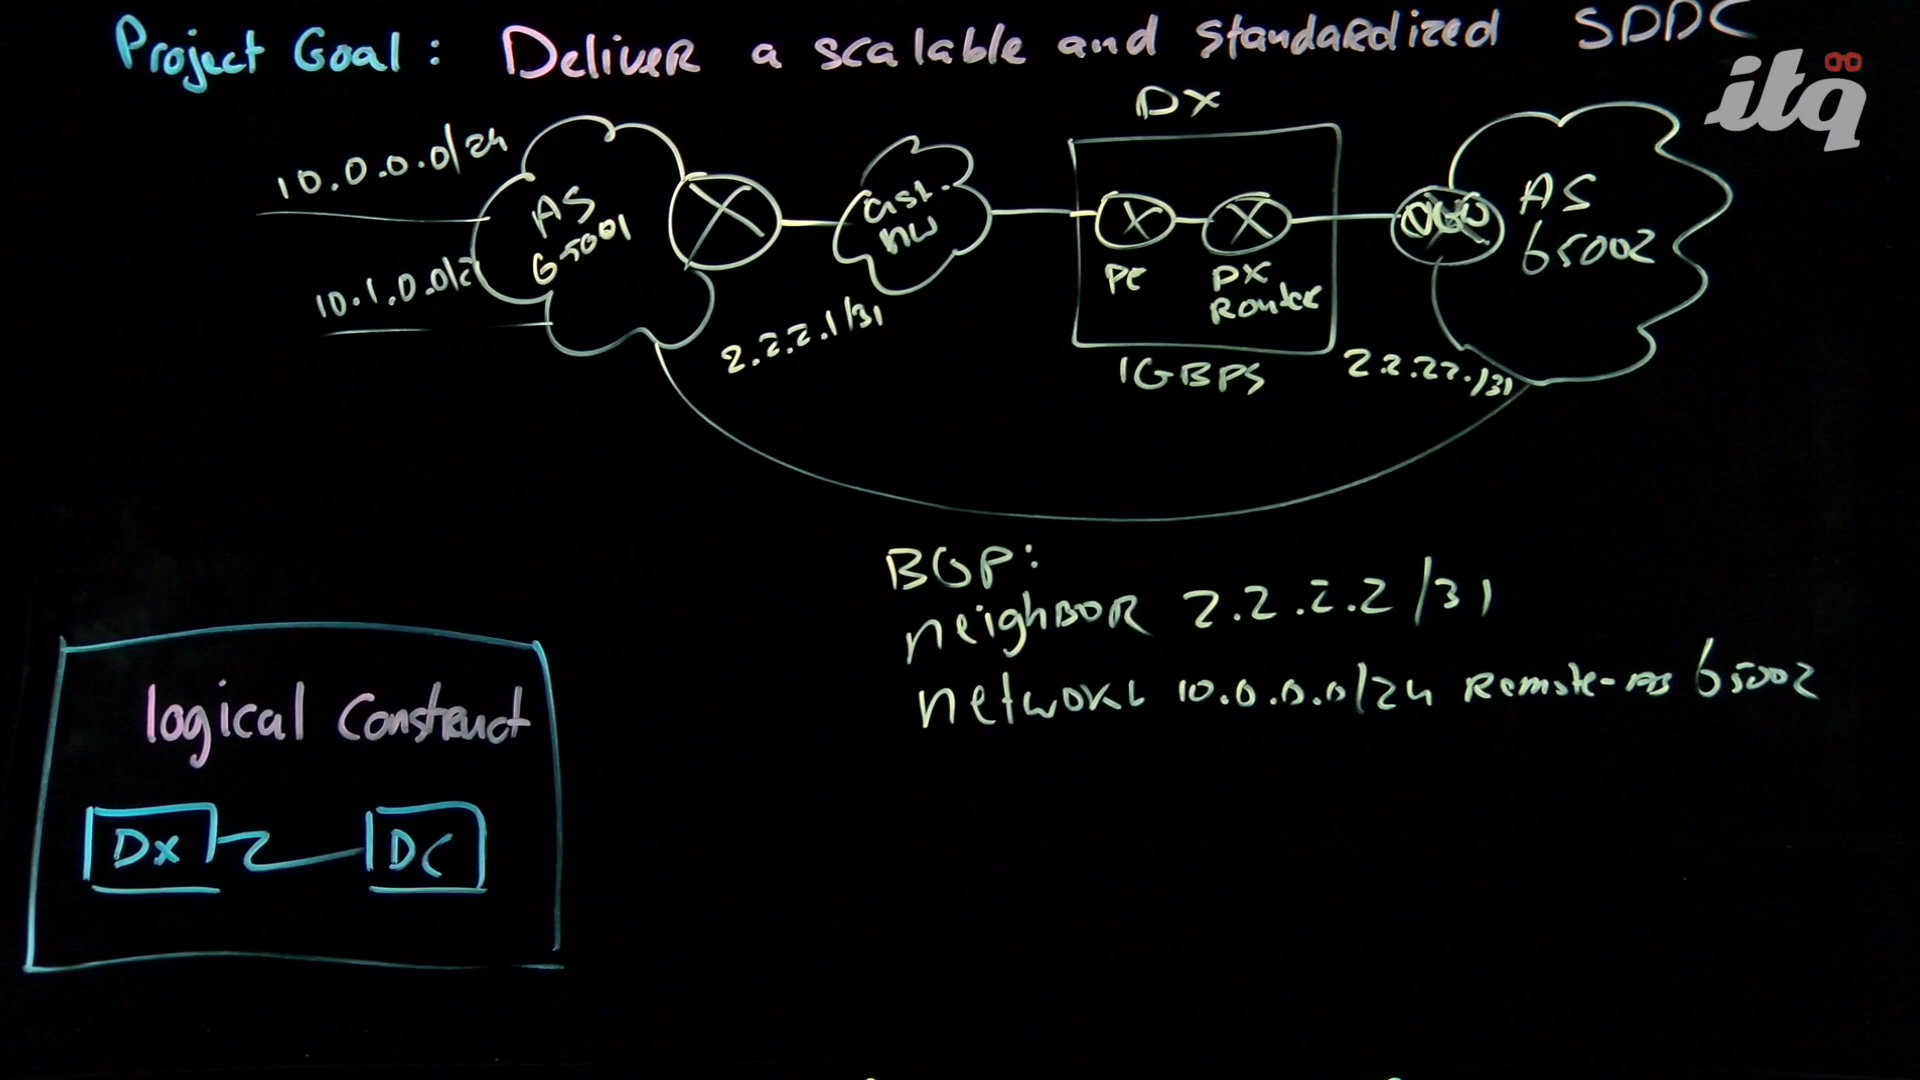 Project Goal: Deliver a scalable and standardized SDDC
itq
DX
10.0.0.0/24
AS
65001
Cust.
NW
AS
65002
10.1.0.0/2
PE
DX
Router
2.2.2.1/31
1GBPS
2.2.22./31
BGP:
neighbor 2.2.2.2/31
network 10.0.0.0/24 Remote-AS 65002
logical construct
DX
DC